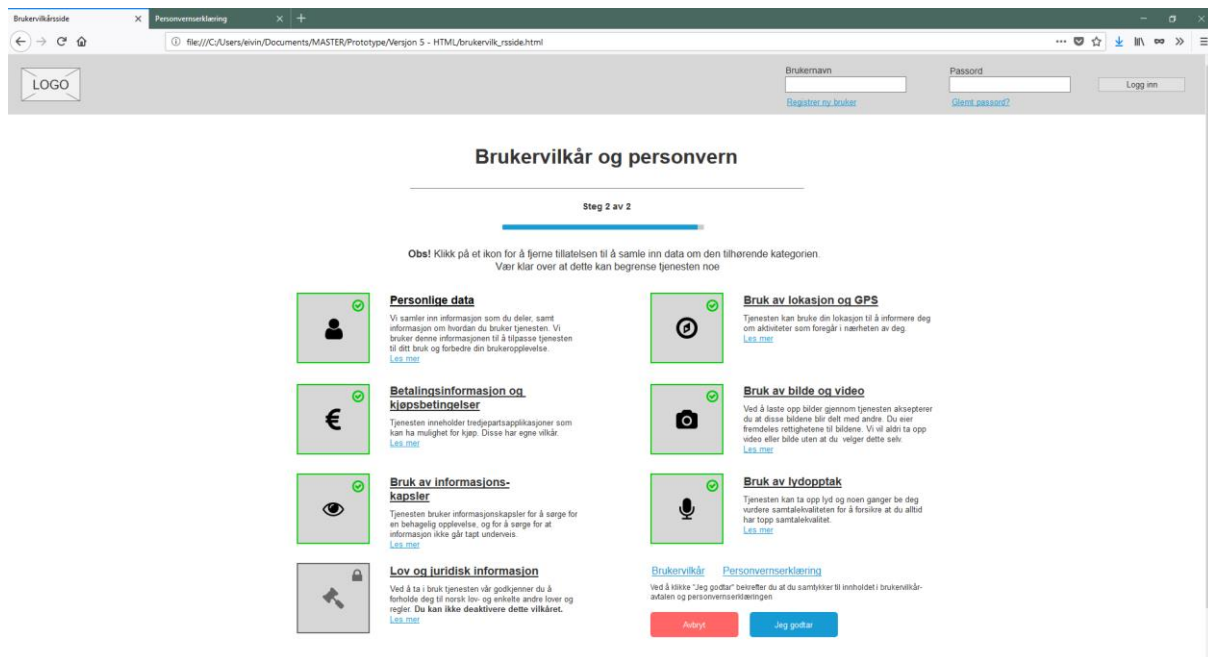 Brukervilkårsside
Personvernserklæring
file:///C:/Users/eivin/Documents/MASTER/Prototype/Versjon 5 - HTML/brukervilk_rsside.html
LOGO
Brukernavn
Passord
Logg inn
Registrer ny bruker
Glemt passord?
Brukervilkår og personvern
Steg 2 av 2
Obs! Klikk på et ikon for å fjerne tillatelsen til å samle inn data om den tilhørende kategorien.
Vær klar over at dette kan begrense tjenesten noe
Personlige data
Vi samler inn informasjon som du deler, samt
informasjon om hvordan du bruker tjenesten. Vi
bruker denne informasjonen til å tilpasse tjenesten
til ditt bruk og forbedre din brukeropplevelse.
Les mer
Bruk av lokasjon og GPS
Tjenesten kan bruke din lokasjon til å informere deg
om aktiviteter som foregår i nærheten av deg.
Les mer
Betalingsinformasjon og
kjøpsbetingelser
Tjenesten inneholder tredjepartsapplikasjoner som
kan ha mulighet for kjøp. Disse har egne vilkår.
Les mer
Bruk av bilde og video
Ved å laste opp bilder gjennom tjenesten aksepterer
du at disse bildene blir delt med andre. Du eier
fremdeles rettighetene til bildene. Vi vil aldri ta opp
video eller bilde uten at du velger dette selv.
Les mer
Bruk av informasjons-
kapsler
Tjenesten bruker informasjonskapsler for å sørge for
en behagelig opplevelse, og for å sørge for at
informasjon ikke går tapt underveis.
Les mer
Bruk av lydopptak
Tjenesten kan ta opp lyd og noen ganger be deg
vurdere samtalekvaliteten for å forsikre at du alltid
har topp samtalekvalitet.
Les mer
Lov og juridisk informasjon
Ved å ta i bruk tjenesten vår godkjenner du å
forholde deg til norsk lov- og enkelte andre lover og
regler. Du kan ikke deaktivere dette vilkåret.
Les mer
Brukervilkår
Personvernserklæring
Ved å klikke "Jeg godtar" bekrefter du at du samtykker til innholdet i brukervilkår-
avtalen og personvernserklæringen
Avbryt
Jeg godtar